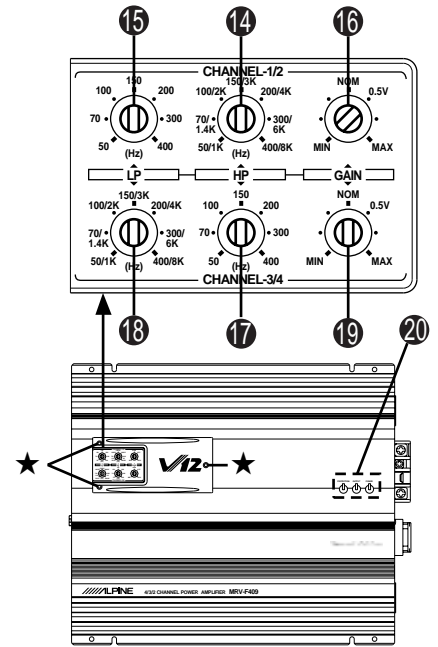 15 14 16
CHANNEL-1/2
150 150/3K NOM
100 200 100/2K 200/4K 0.5V
70 300 70/1.4K 300/6K
50 400 50/1K 400/8K MIN MAX
(Hz) (Hz)
LP HP GAIN
150/3K 150 NOM
100/2K 200/4K 100 200 0.5V
70/1.4K 300/6K 70 300
50/1K 400/8K 50 400 MIN MAX
(Hz) (Hz)
CHANNEL-3/4
18 17 19 20
★ ★
V12
ALPINE 4/3/2 CHANNEL POWER AMPLIFIER MRV-F409